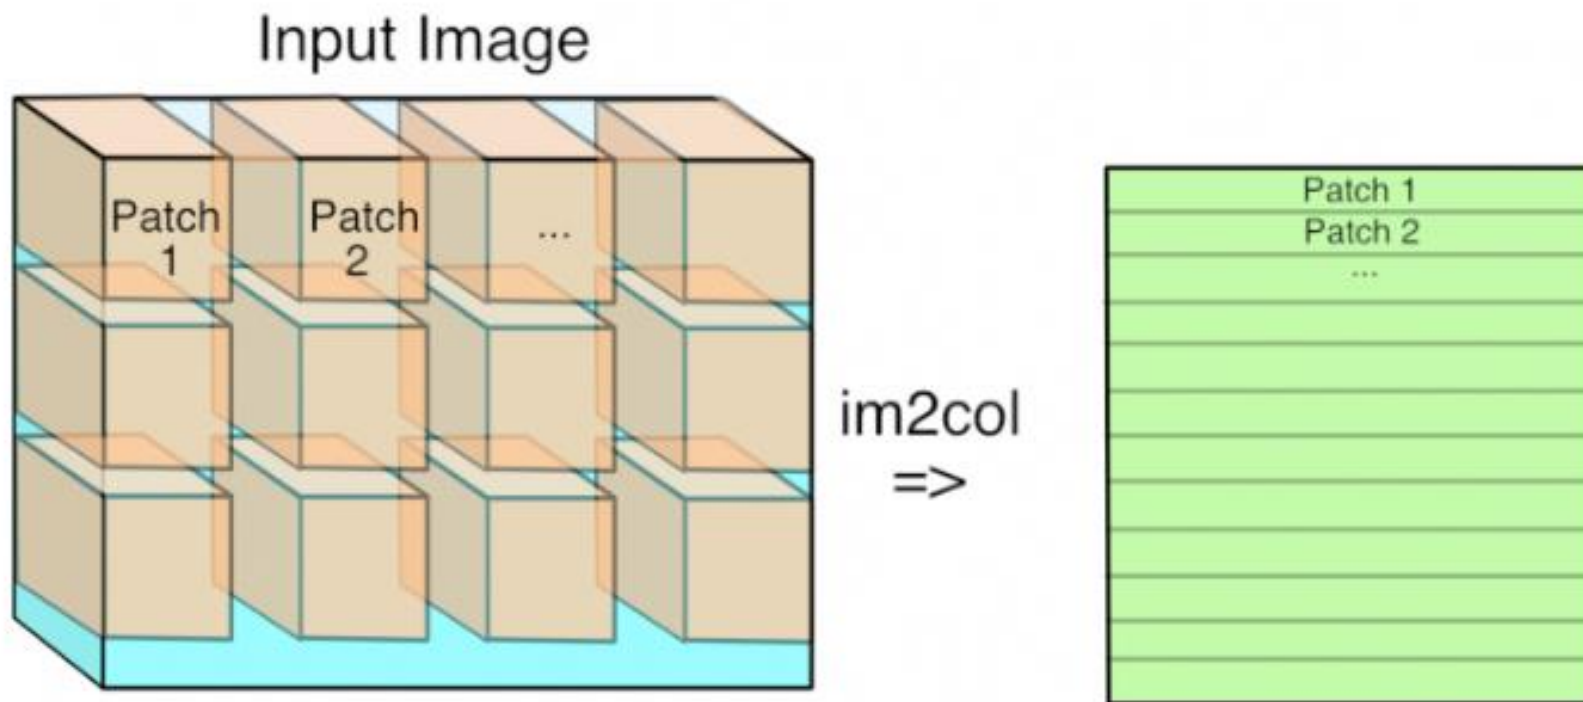 Input Image
Patch
1
Patch
2
...
im2col
=>
Patch 1
Patch 2
...